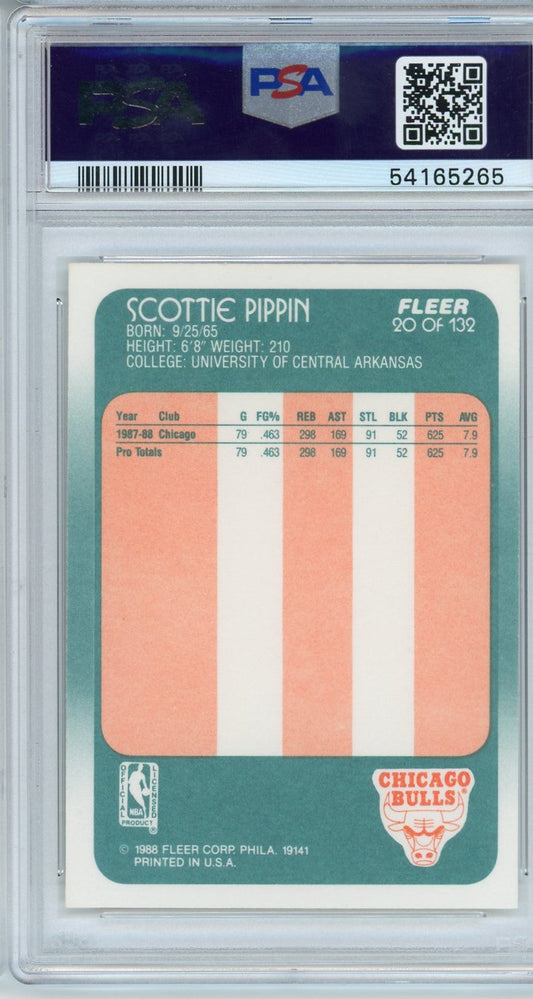 PSA
PSA
54165265
SCOTTIE PIPPIN
FLEER
20 OF 132
BORN: 9/25/65
HEIGHT: 6'8" WEIGHT: 210
COLLEGE: UNIVERSITY OF CENTRAL ARKANSAS
Year Club G FG% REB AST STL BLK PTS AVG
1987-88 Chicago 79 .463 298 169 91 52 625 7.9
Pro Totals 79 .463 298 169 91 52 625 7.9
OFFICIAL LICENSED
NBA
PRODUCT ®
CHICAGO
BULLS®
© 1988 FLEER CORP. PHILA. 19141
PRINTED IN U.S.A.